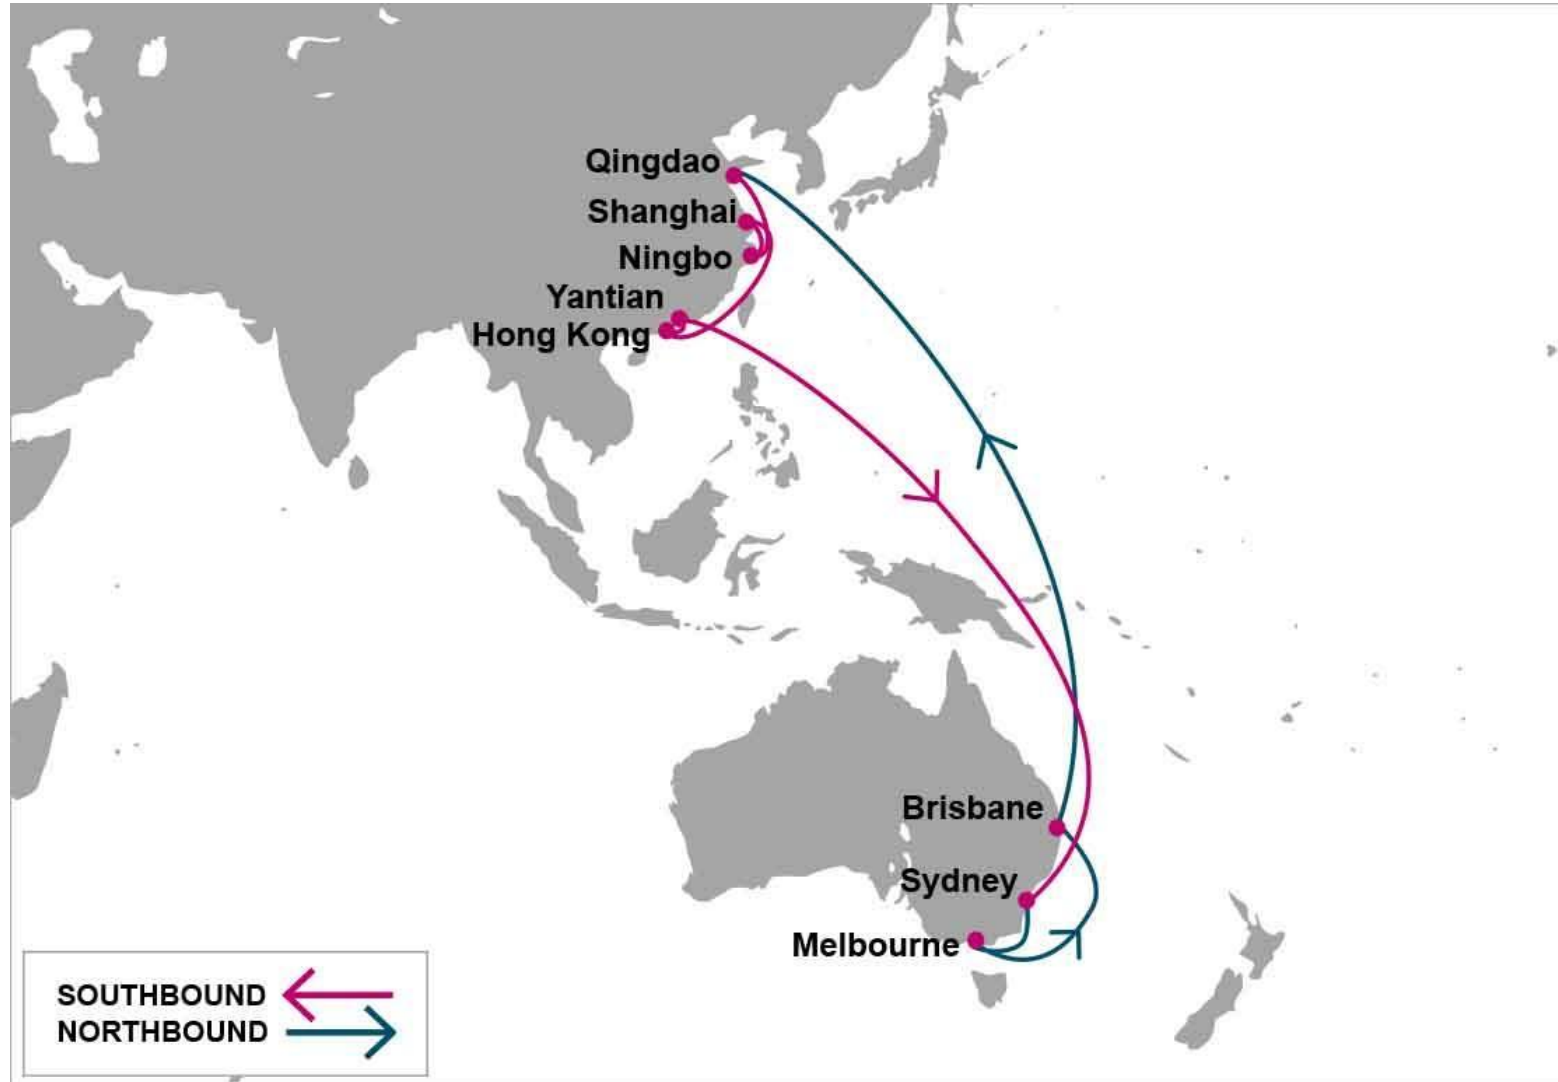 Qingdao
Shanghai
Ningbo
Yantian
Hong Kong
Brisbane
Sydney
Melbourne
SOUTHBOUND
NORTHBOUND